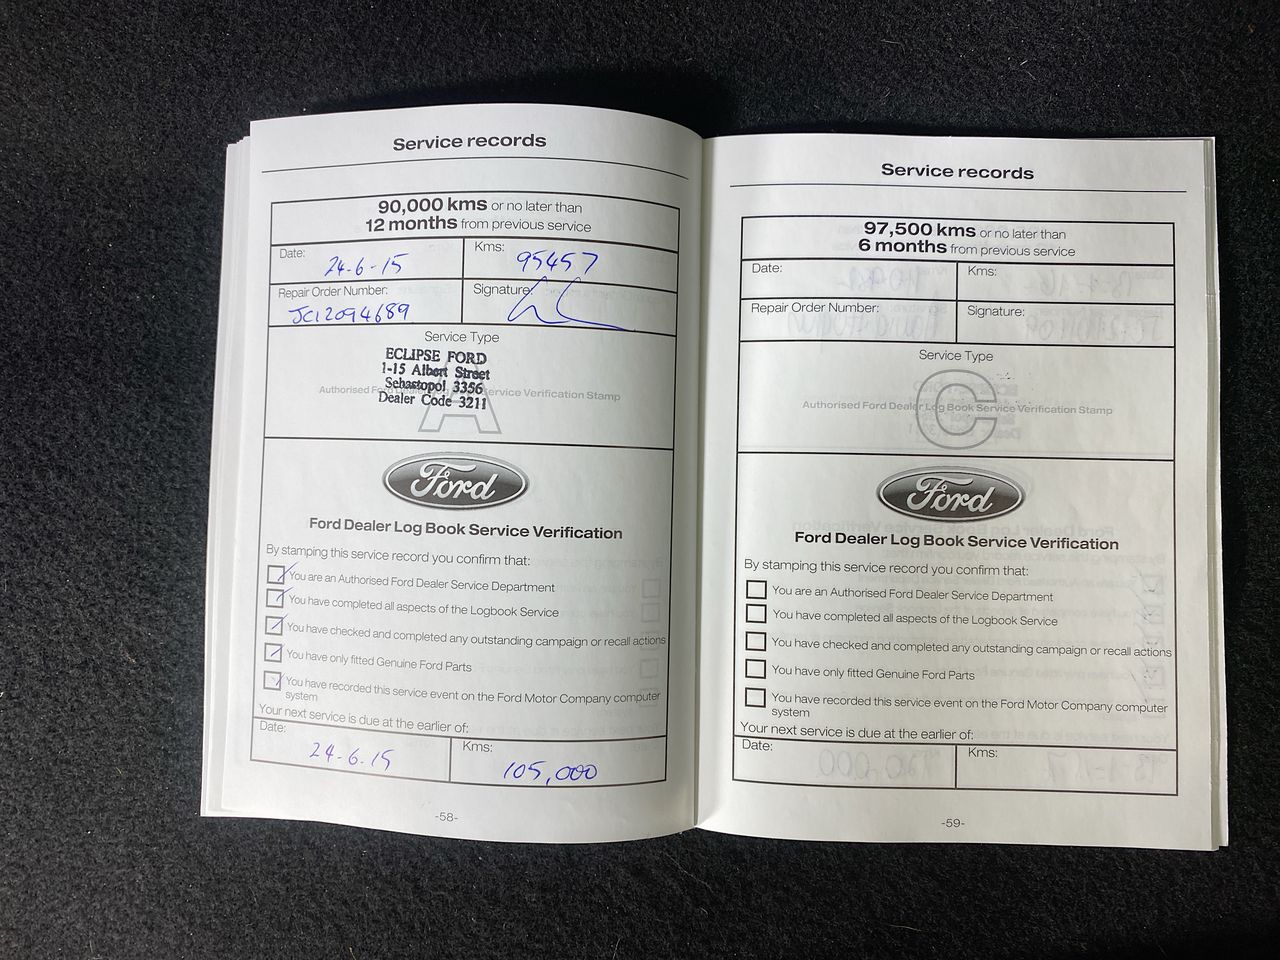 Service records
90,000 kms or no later than
12 months from previous service
Date:
24-6-15
Kms:
95457
Repair Order Number:
JC12094689
Signature:
Service Type
ECLIPSE FORD
1-15 Albert Street
Sebastopol 3356
Dealer Code 3211
Authorised Ford Service Verification Stamp
A
Ford
Ford Dealer Log Book Service Verification
By stamping this service record you confirm that:
You are an Authorised Ford Dealer Service Department
You have completed all aspects of the Logbook Service
You have checked and completed any outstanding campaign or recall actions
You have only fitted Genuine Ford Parts
You have recorded this service event on the Ford Motor Company computer
system
Your next service is due at the earlier of:
Date:
24-6-15
Kms:
105,000
-58-
Service records
97,500 kms or no later than
6 months from previous service
Date:
Kms:
Repair Order Number:
Signature:
Service Type
Authorised Ford Dealer Log Book Service Verification Stamp
C
Ford
Ford Dealer Log Book Service Verification
By stamping this service record you confirm that:
You are an Authorised Ford Dealer Service Department
You have completed all aspects of the Logbook Service
You have checked and completed any outstanding campaign or recall actions
You have only fitted Genuine Ford Parts
You have recorded this service event on the Ford Motor Company computer
system
Your next service is due at the earlier of:
Date:
Kms:
-59-